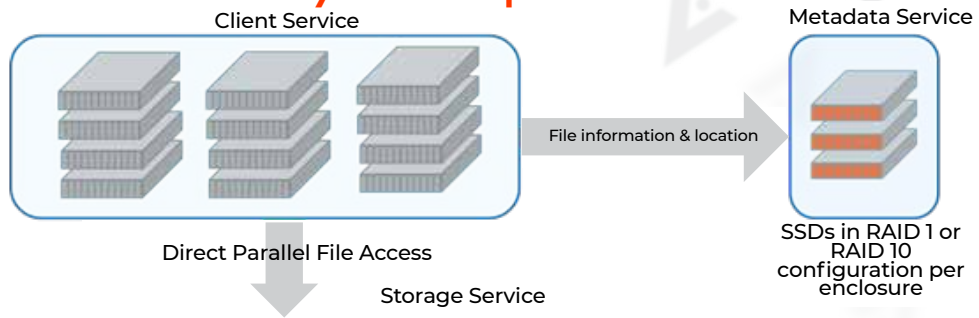 Client Service
Metadata Service
File information & location
SSDs in RAID 1 or
RAID 10
configuration per
enclosure
Direct Parallel File Access
Storage Service